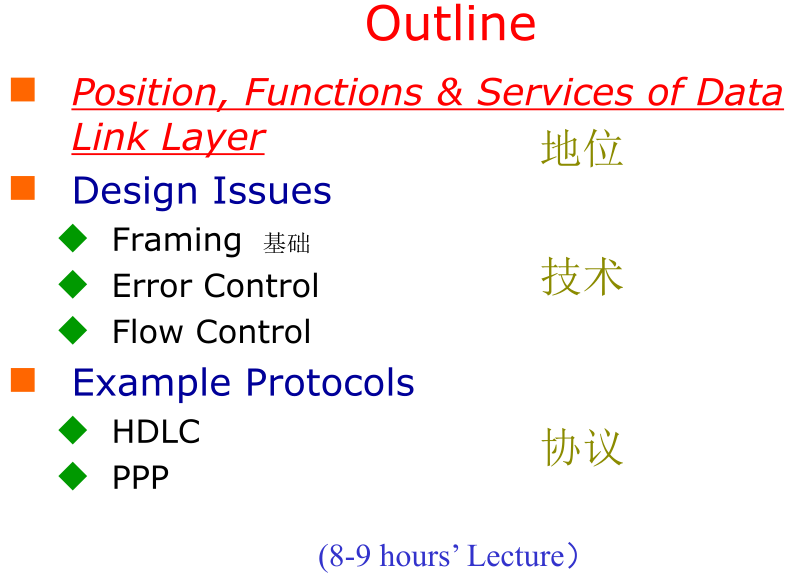 Outline
Position, Functions & Services of Data
Link Layer
地位
Design Issues
Framing 基础
Error Control
技术
Flow Control
Example Protocols
HDLC
协议
PPP
(8-9 hours’ Lecture）